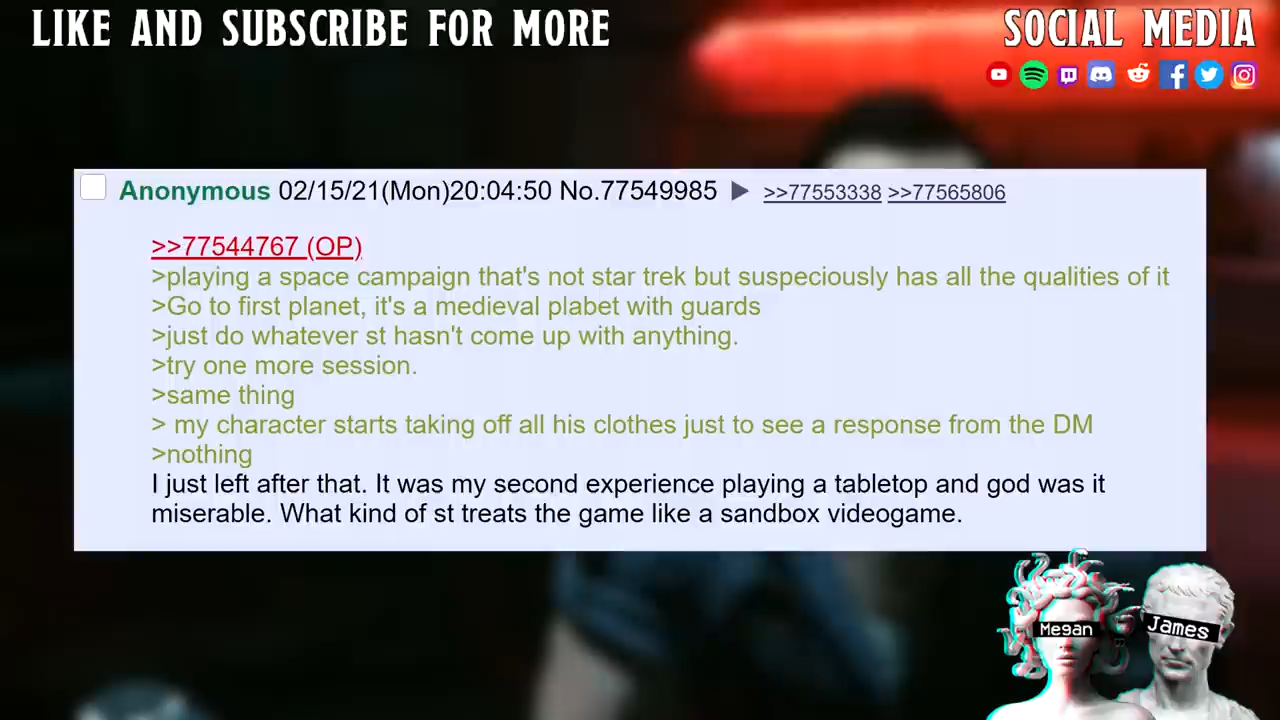 LIKE AND SUBSCRIBE FOR MORE
SOCIAL MEDIA
Anonymous 02/15/21(Mon)20:04:50 No.77549985 ▶ >>77553338 >>77565806
>>77544767 (OP)
>playing a space campaign that's not star trek but suspeciously has all the qualities of it
>Go to first planet, it's a medieval plabet with guards
>just do whatever st hasn't come up with anything.
>try one more session.
>same thing
> my character starts taking off all his clothes just to see a response from the DM
>nothing
I just left after that. It was my second experience playing a tabletop and god was it
miserable. What kind of st treats the game like a sandbox videogame.
Megan
James